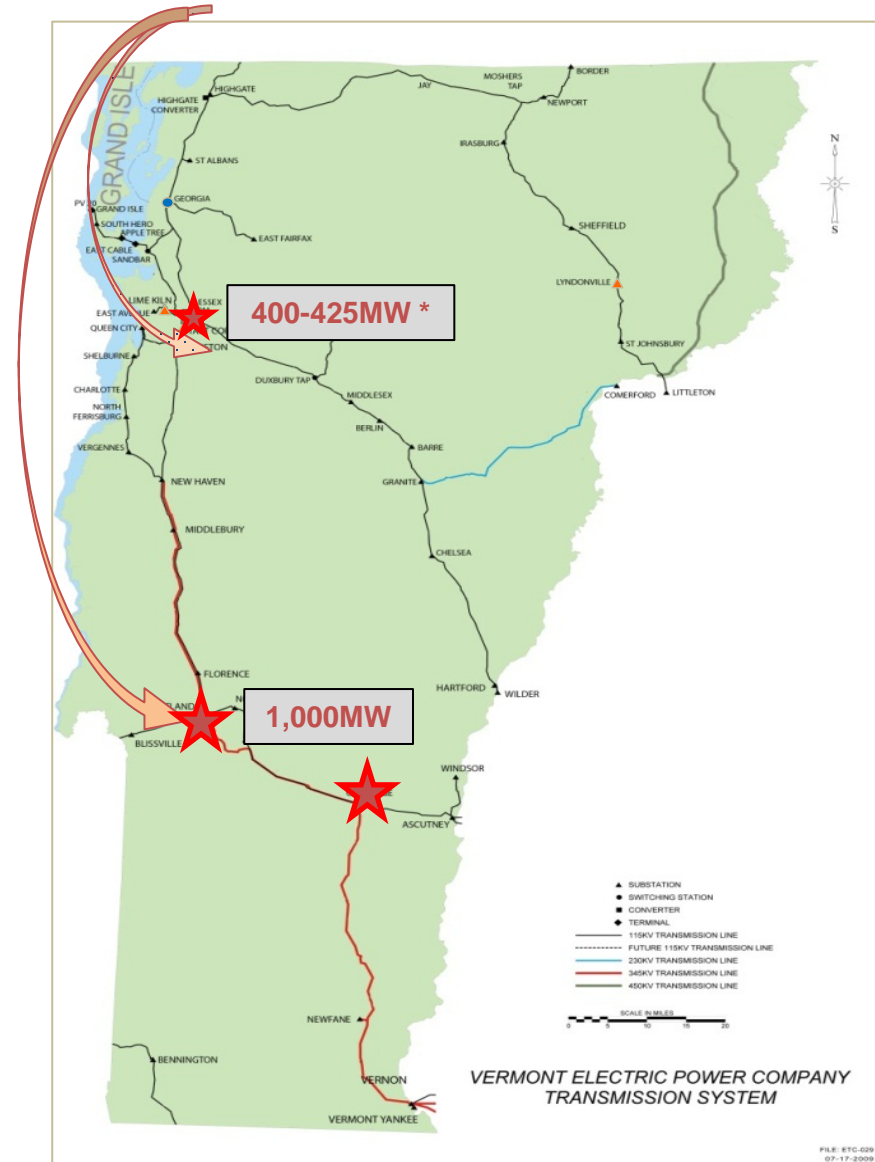 GRAND ISLE
HIGHGATE
HIGHGATE
CONVERTER
JAY
MOSHERS
TAP
BORDER
NEWPORT
IRASBURG
ST ALBANS
GEORGIA
EAST FAIRFAX
SHEFFIELD
LYNDONVILLE
N
S
PV 20
GRAND ISLE
SOUTH HERO
APPLE TREE
EAST CABLE
SANDBAR
LIME KILN
ESSEX
EAST AVENUE
QUEEN CITY
400-425MW *
SHELBURNE
CHARLOTTE
NORTH
FERRISBURG
VERGENNES
DUXBURY TAP
MIDDLESEX
BERLIN
BARRE
GRANITE
ST JOHNSBURY
COMERFORD
LITTLETON
NEW HAVEN
MIDDLEBURY
CHELSEA
FLORENCE
HARTFORD
WILDER
BLISSVILLE
1,000MW
WINDSOR
ASCUTNEY
NEWFANE
BENNINGTON
VERNON
VERMONT YANKEE
SUBSTATION
SWITCHING STATION
CONVERTER
TERMINAL
115KV TRANSMISSION LINE
FUTURE 115KV TRANSMISSION LINE
230KV TRANSMISSION LINE
345KV TRANSMISSION LINE
450KV TRANSMISSION LINE
SCALE IN MILES
0 5 10 15 20
VERMONT ELECTRIC POWER COMPANY
TRANSMISSION SYSTEM
FILE: ETC-029
07-17-2009